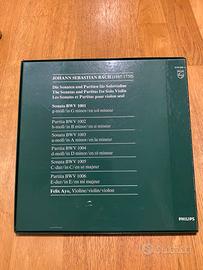 JOHANN SEBASTIAN BACH (1685-1750)
Die Sonaten und Partiten für Solovioline
The Sonatas and Partitas for Solo Violin
Les Sonates et Partitas pour violon seul
Sonata BWV 1001
g-moll/in G minor/en sol mineur
Partita BWV 1002
h-moll/in B minor/en si mineur
Sonata BWV 1003
a-moll/in A minor/en la mineur
Partita BWV 1004
d-moll/in D minor/en ré mineur
Sonata BWV 1005
C-dur/in C/en ut majeur
Partita BWV 1006
E-dur/in E/en mi majeur
Felix Ayo, Violine/violin/violon
PHILIPS
PHILIPS
subito